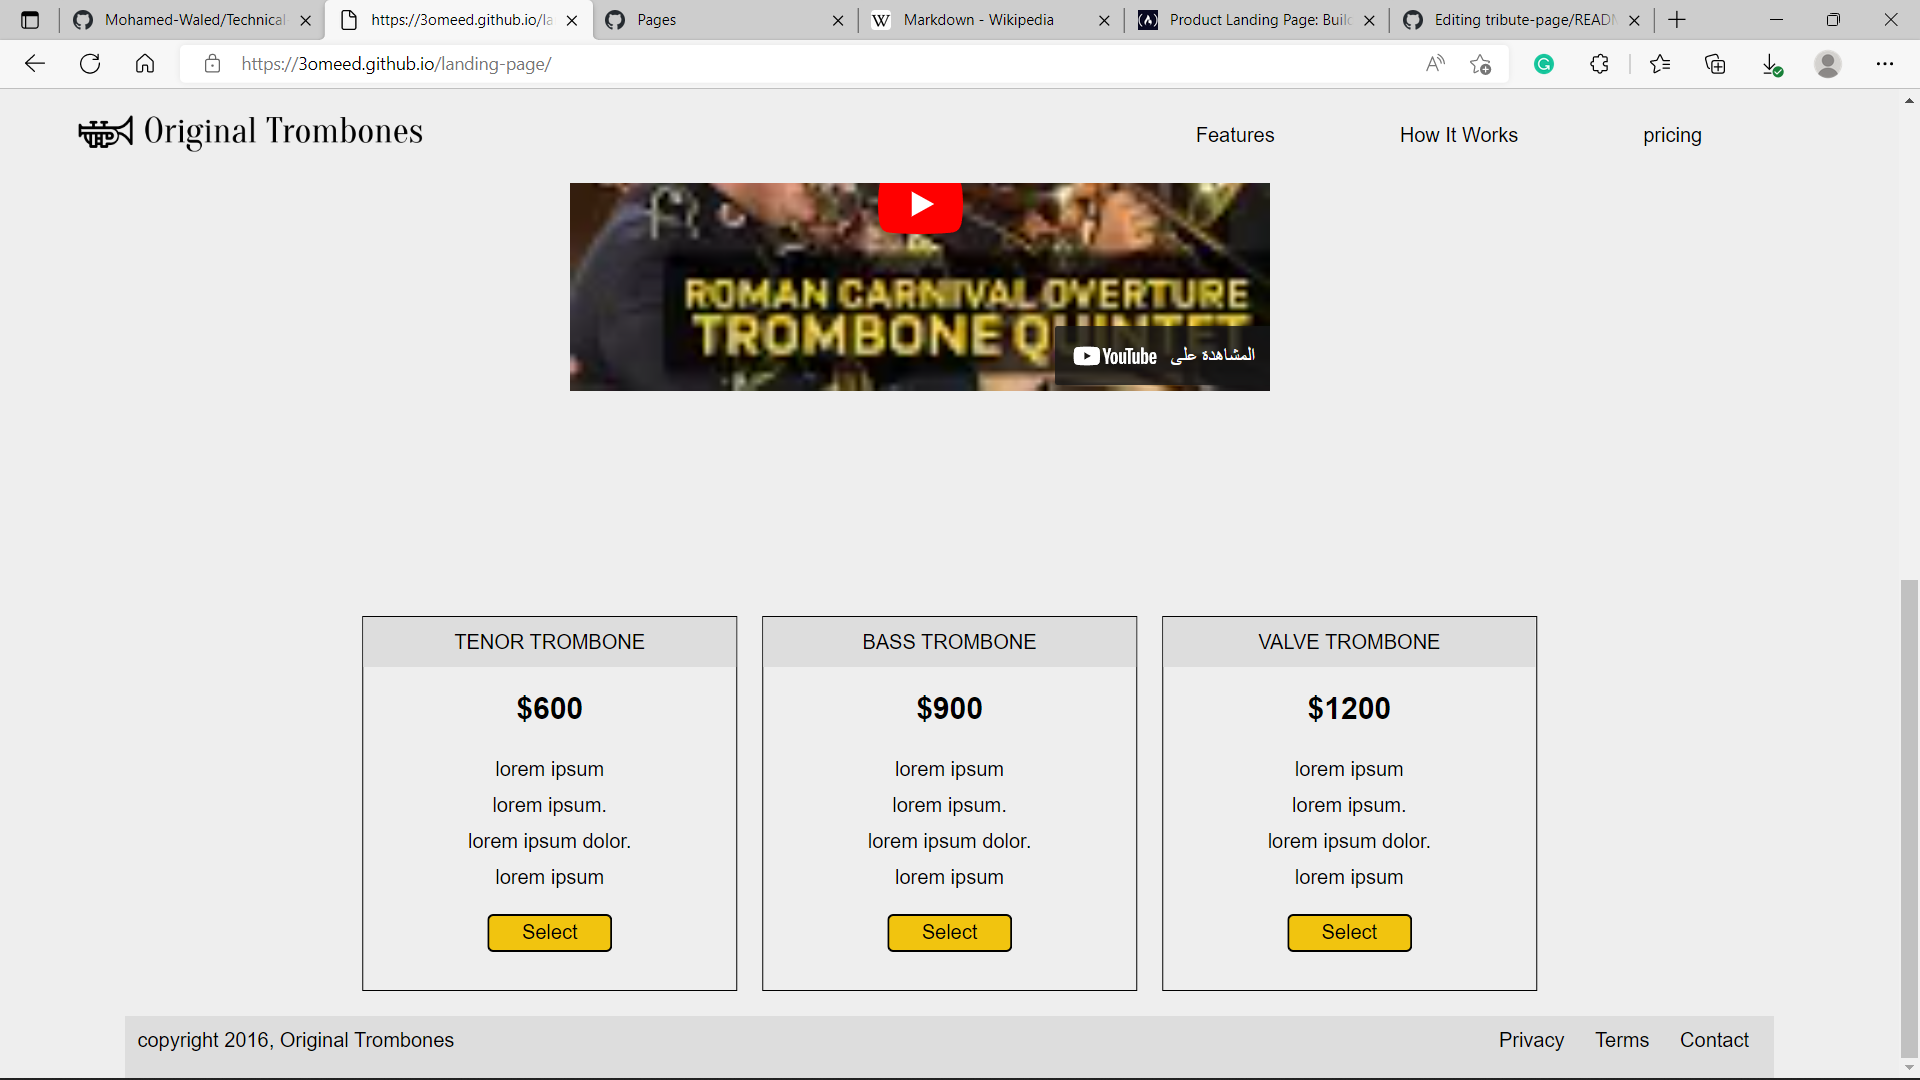 Mohamed-Waled/Technical
https://3omeed.github.io/la
Pages
Markdown - Wikipedia
Product Landing Page: Build
Editing tribute-page/READM
https://3omeed.github.io/landing-page/
Original Trombones
Features
How It Works
pricing
ROMAN CARNIVAL OVERTURE
TROMBONE QUINTET
المشاهدة على YouTube
TENOR TROMBONE
$600
lorem ipsum
lorem ipsum.
lorem ipsum dolor.
lorem ipsum
Select
BASS TROMBONE
$900
lorem ipsum
lorem ipsum.
lorem ipsum dolor.
lorem ipsum
Select
VALVE TROMBONE
$1200
lorem ipsum
lorem ipsum.
lorem ipsum dolor.
lorem ipsum
Select
copyright 2016, Original Trombones
Privacy
Terms
Contact